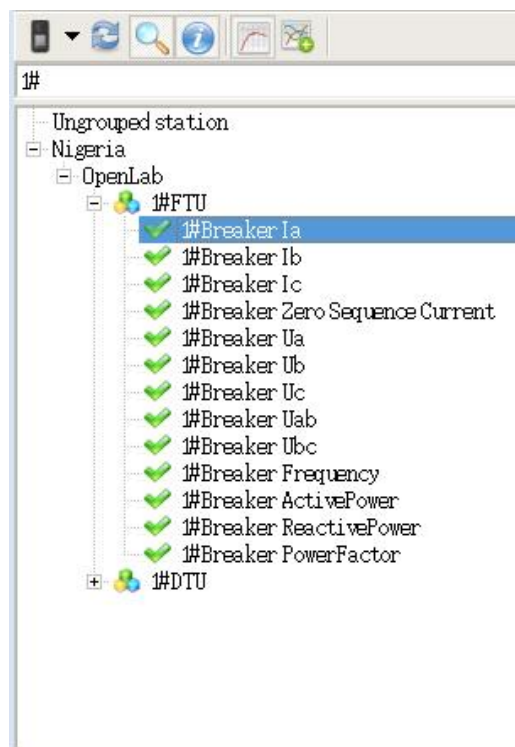 1#
Ungrouped station
Nigeria
OpenLab
1#FTU
1#Breaker Ia
1#Breaker Ib
1#Breaker Ic
1#Breaker Zero Sequence Current
1#Breaker Ua
1#Breaker Ub
1#Breaker Uc
1#Breaker Uab
1#Breaker Ubc
1#Breaker Frequency
1#Breaker ActivePower
1#Breaker ReactivePower
1#Breaker PowerFactor
1#DTU